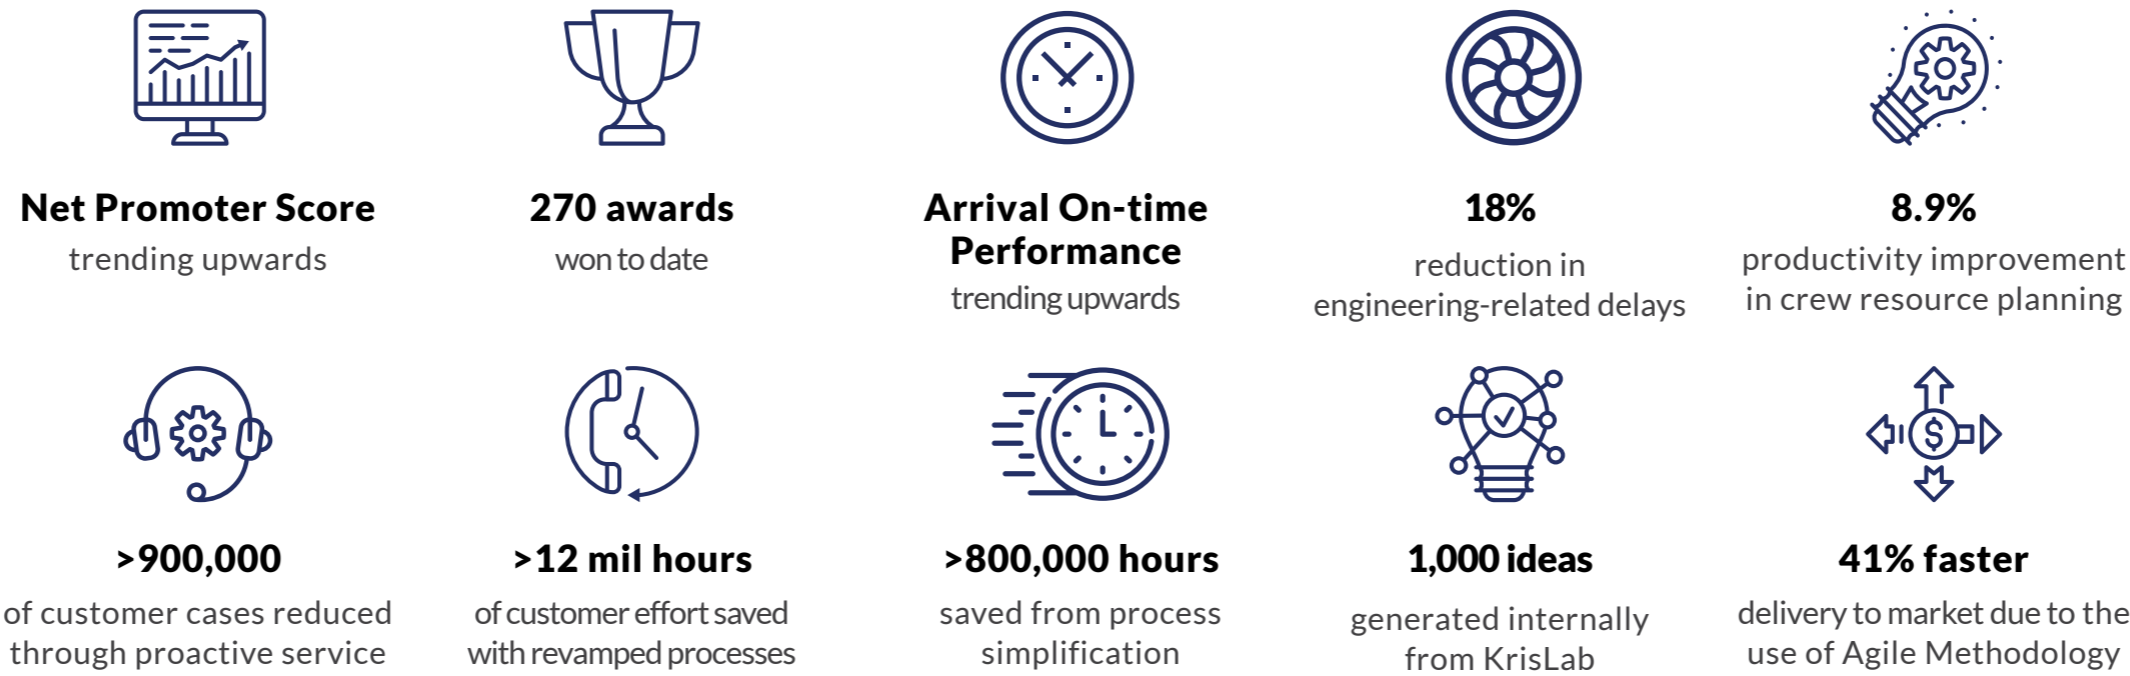 Net Promoter Score
trending upwards
270 awards
won to date
Arrival On-time
Performance
trending upwards
18%
reduction in
engineering-related delays
8.9%
productivity improvement
in crew resource planning
>900,000
of customer cases reduced
through proactive service
>12 mil hours
of customer effort saved
with revamped processes
>800,000 hours
saved from process
simplification
1,000 ideas
generated internally
from KrisLab
$
41% faster
delivery to market due to the
use of Agile Methodology